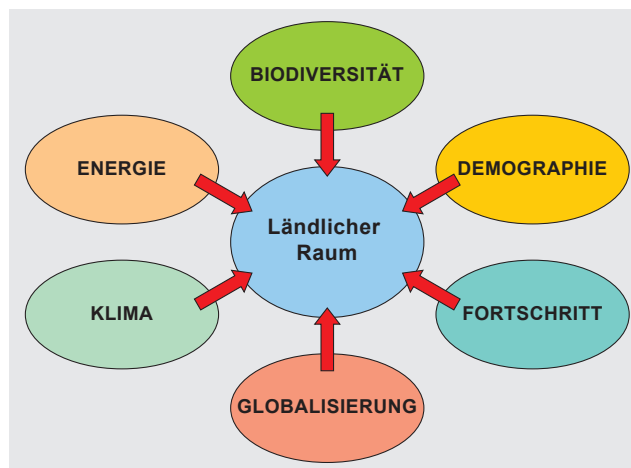 BIODIVERSITÄT
ENERGIE
DEMOGRAPHIE
Ländlicher
Raum
KLIMA
FORTSCHRITT
GLOBALISIERUNG